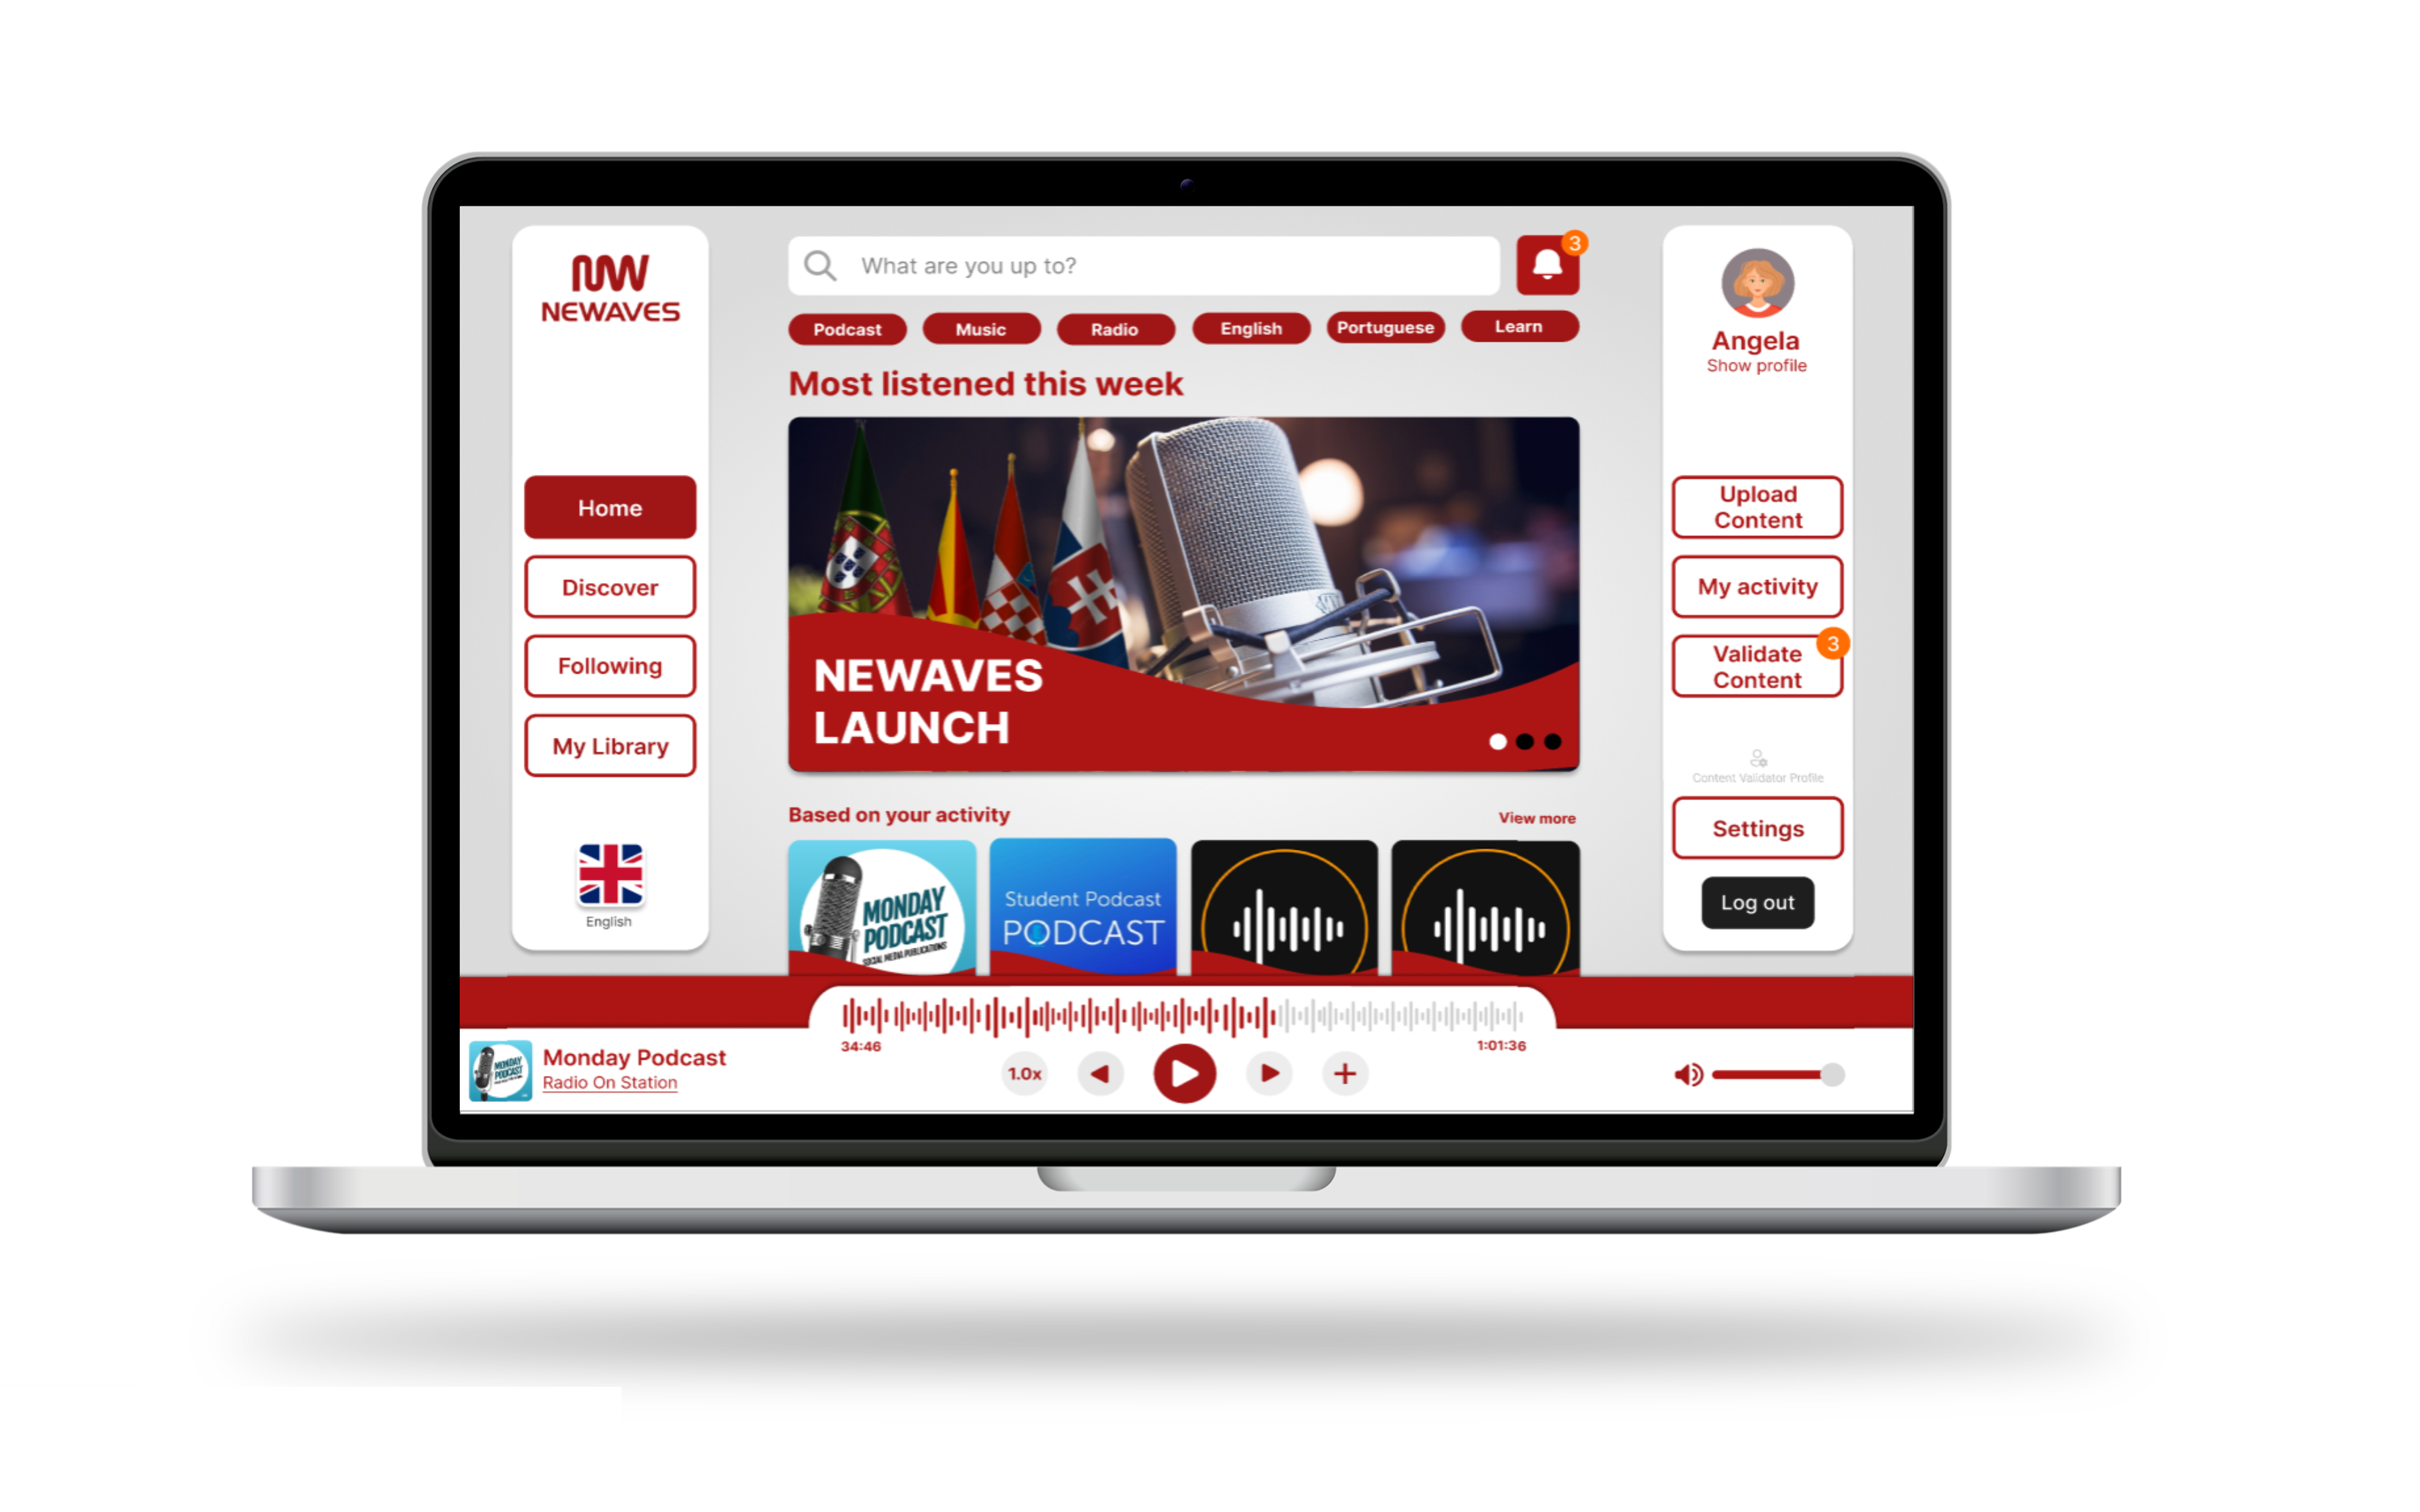 NW
NEWAVES
Home
Discover
Following
My Library
English
What are you up to?
3
Podcast
Music
Radio
English
Portuguese
Learn
Most listened this week
NEWAVES
LAUNCH
Based on your activity
View more
MONDAY
PODCAST
SOCIAL MEDIA PUBLICATIONS
Student Podcast
PODCAST
Angela
Show profile
Upload
Content
My activity
Validate
Content
3
Content Validator Profile
Settings
Log out
34:46
1:01:36
MONDAY
PODCAST
Monday Podcast
Radio On Station
1.0x